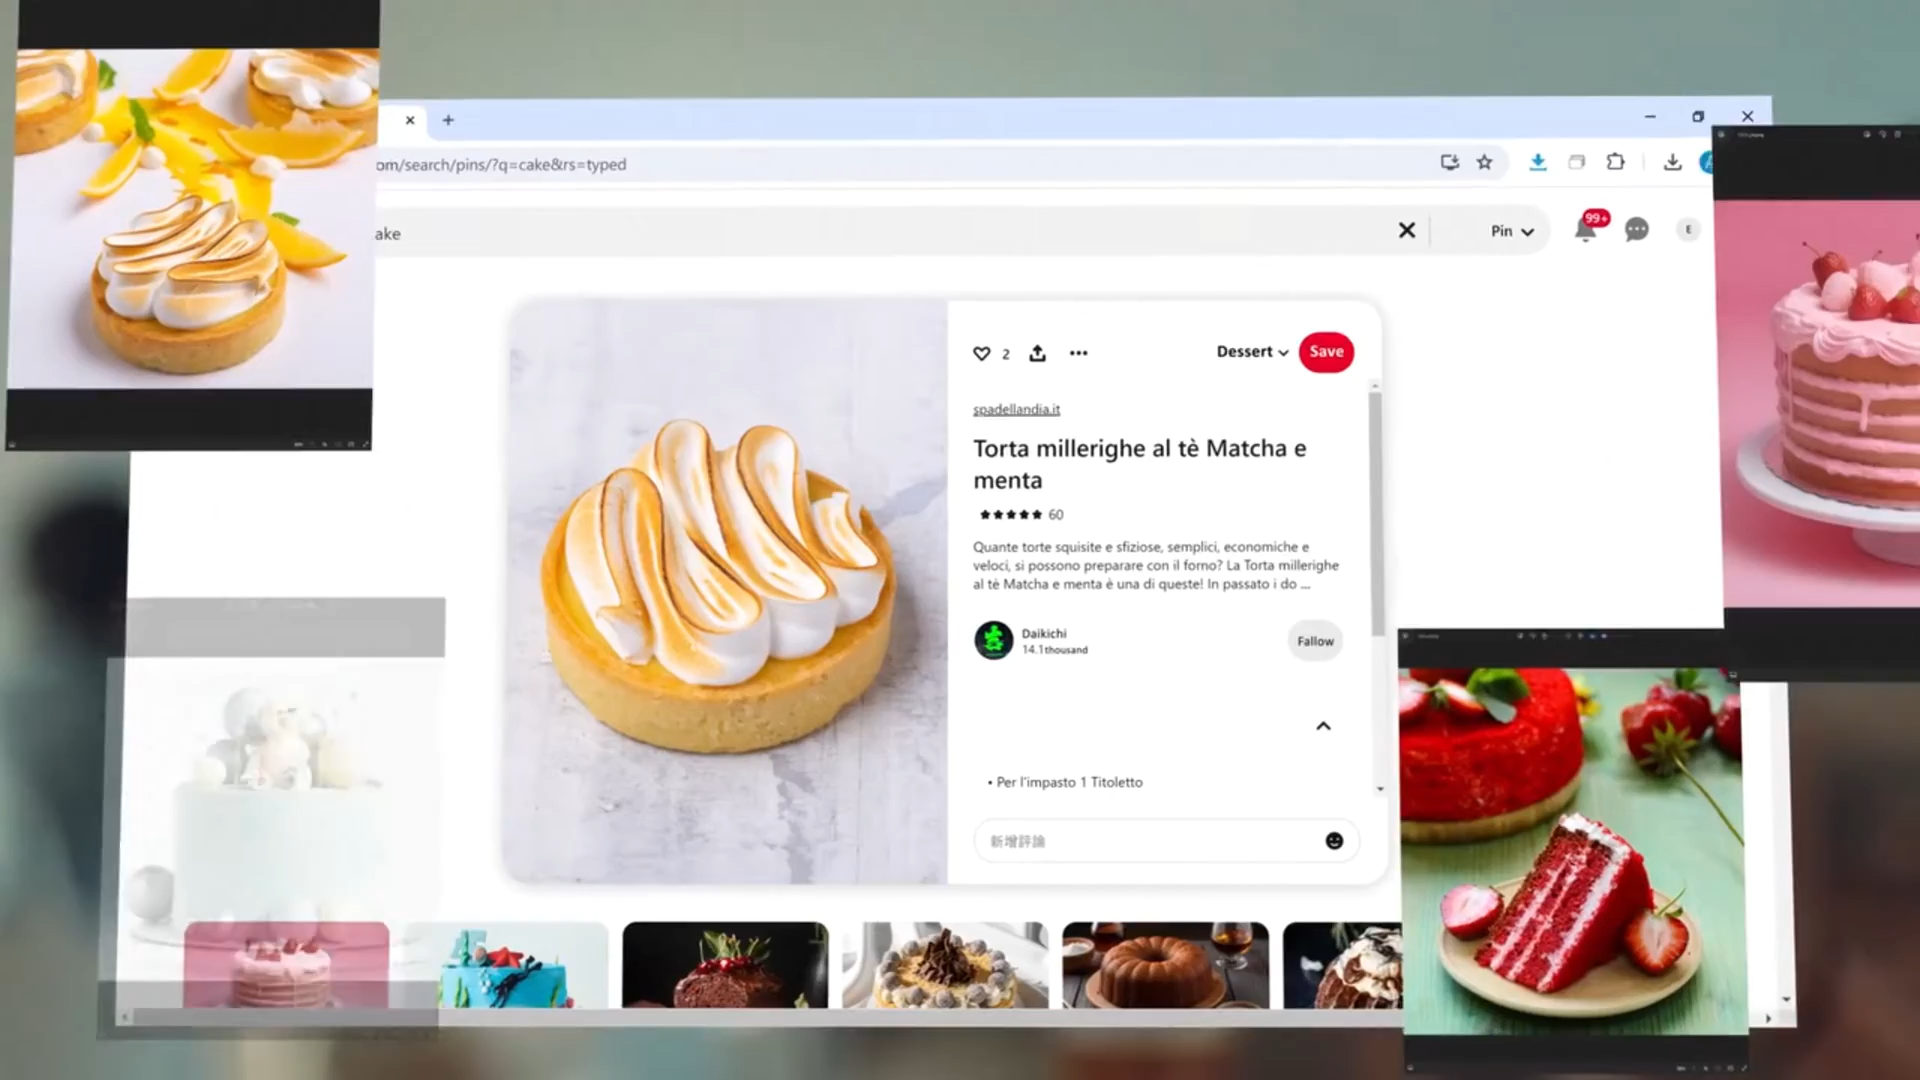 om/search/pins/?q=cake&rs=typed
ake
Pin
99+
E
2
Dessert
Save
spadellandia.it
Torta millerighe al tè Matcha e
menta
★★★★★ 60
Quante torte squisite e sfiziose, semplici, economiche e
veloci, si possono preparare con il forno? La Torta millerighe
al tè Matcha e menta è una di queste! In passato i do ...
Daikichi
14.1thousand
Fallow
• Per l'impasto 1 Titoletto
新增評論